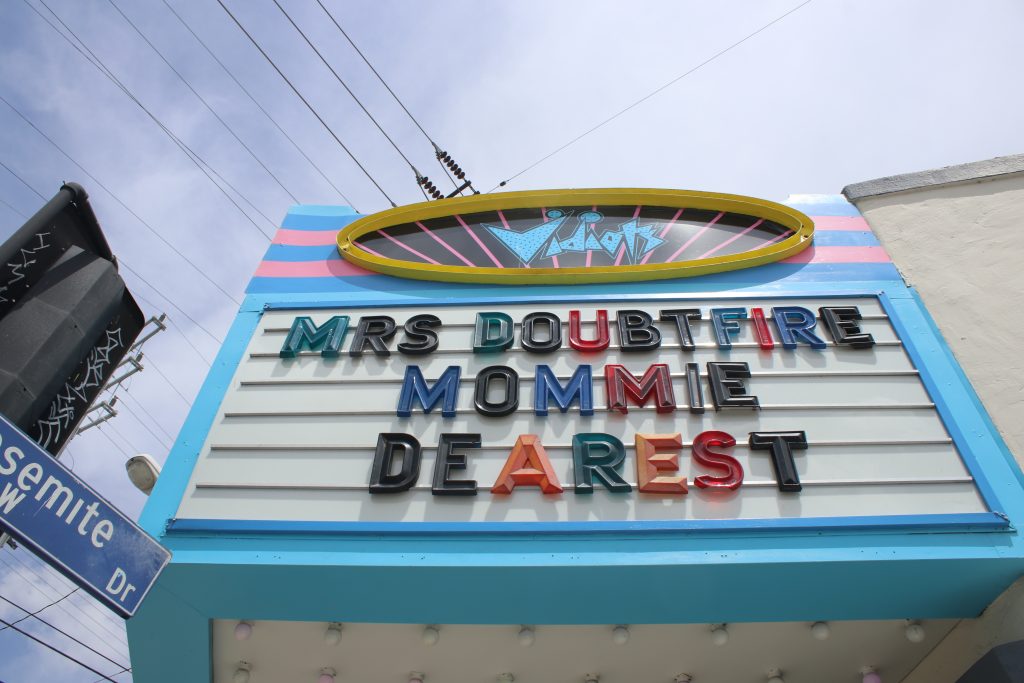 Vidiots
MRS DOUBTFIRE
MOMMIE
DEAREST
osemite
W
Dr